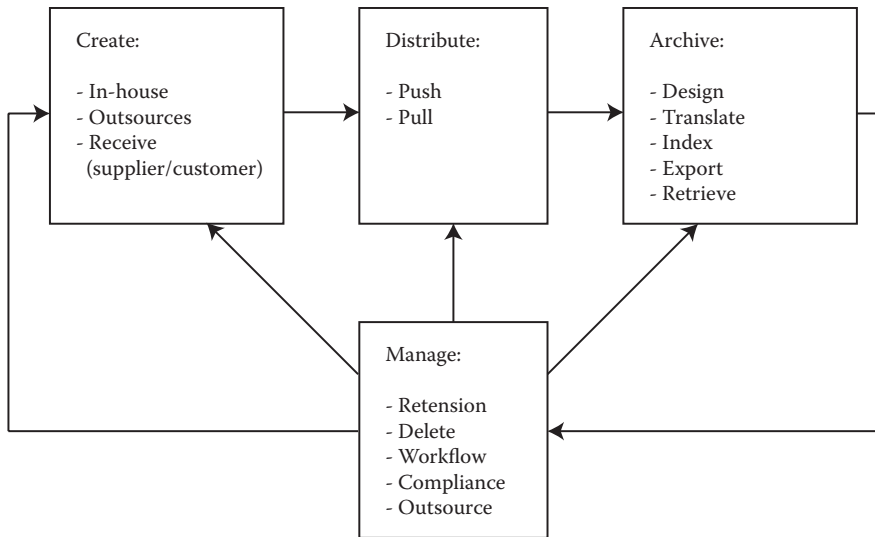 Create:
- In-house
- Outsources
- Receive
(supplier/customer)
Distribute:
- Push
- Pull
Archive:
- Design
- Translate
- Index
- Export
- Retrieve
Manage:
- Retension
- Delete
- Workflow
- Compliance
- Outsource